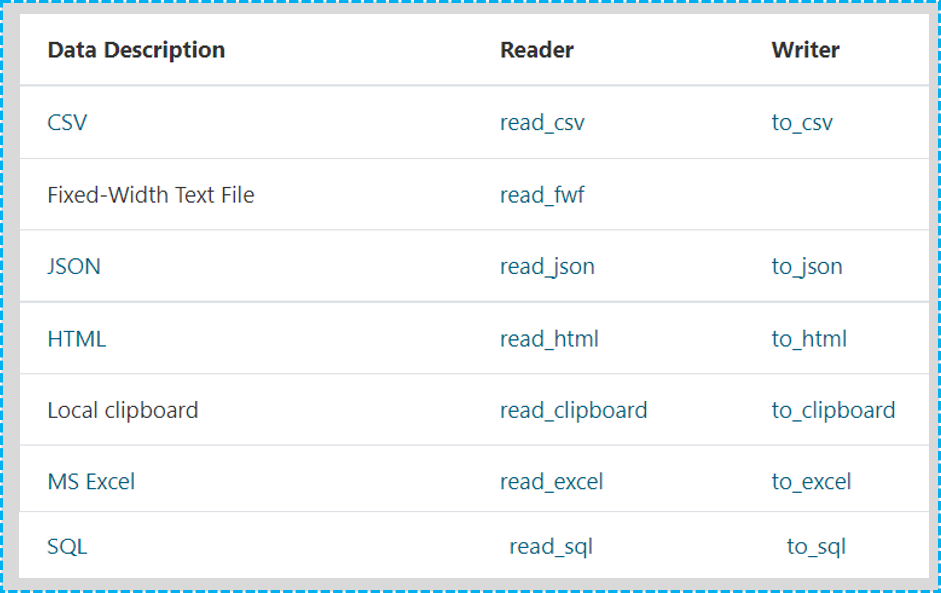 Data Description Reader Writer
CSV read_csv to_csv
Fixed-Width Text File read_fwf
JSON read_json to_json
HTML read_html to_html
Local clipboard read_clipboard to_clipboard
MS Excel read_excel to_excel
SQL read_sql to_sql